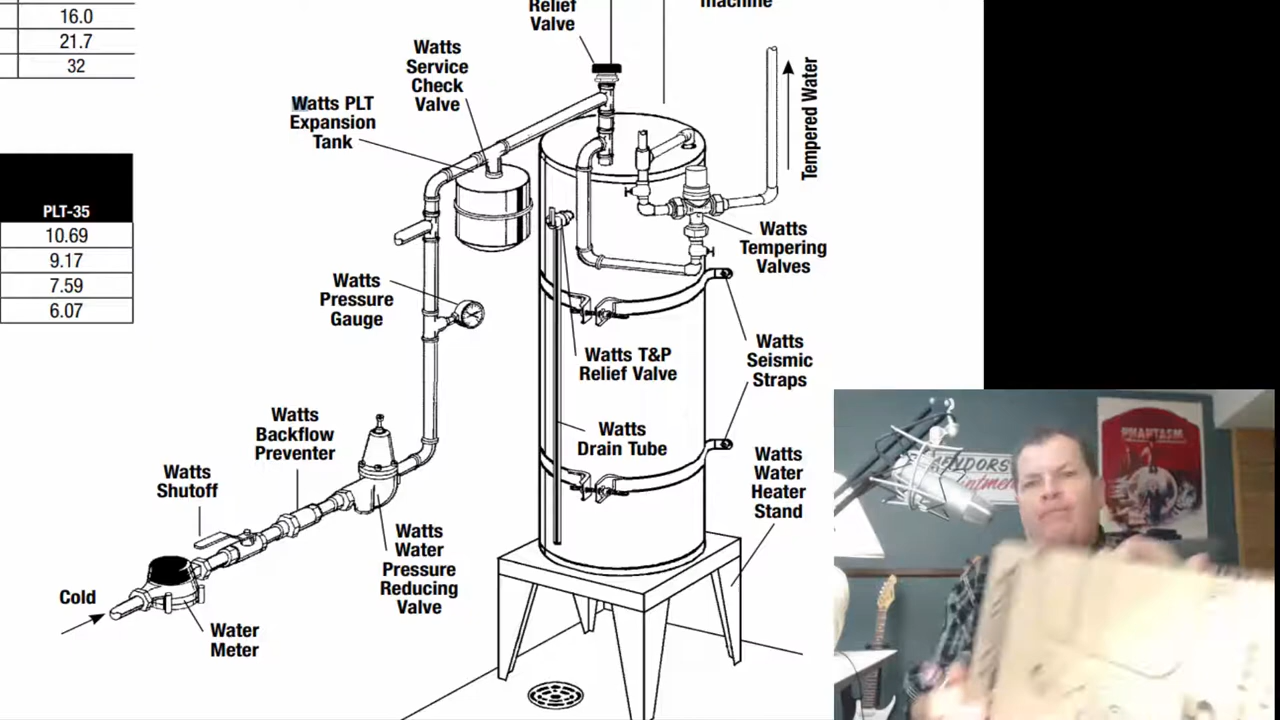 16.0
21.7
32
PLT-35
10.69
9.17
7.59
6.07
Relief
Valve
machine
Watts
Service
Check
Valve
Watts PLT
Expansion
Tank
Tempered Water
Watts
Tempering
Valves
Watts
Pressure
Gauge
Watts T&P
Relief Valve
Watts
Seismic
Straps
Watts
Drain Tube
Watts
Backflow
Preventer
Watts
Shutoff
Watts
Water
Heater
Stand
Watts
Water
Pressure
Reducing
Valve
Cold
Water
Meter
PHANTASM